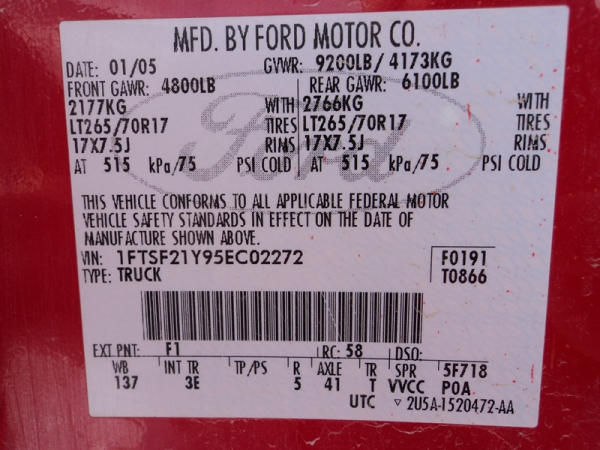 MFD. BY FORD MOTOR CO.
DATE: 01/05 GVWR: 9200LB/ 4173KG
FRONT GAWR: 4800LB REAR GAWR: 6100LB
2177KG WITH 2766KG WITH
LT265/70R17 TIRES LT265/70R17 TIRES
17X7.5J RIMS 17X7.5J RIMS
AT 515 kPa/75 PSI COLD AT 515 kPa/75 PSI COLD
Ford
THIS VEHICLE CONFORMS TO ALL APPLICABLE FEDERAL MOTOR
VEHICLE SAFETY STANDARDS IN EFFECT ON THE DATE OF
MANUFACTURE SHOWN ABOVE.
VIN: 1FTSF21Y95EC02272 F0191
TYPE: TRUCK T0866
EXT PNT: F1 RC: 58 DSO:
WB INT TR TP/PS R AXLE TR SPR 5F718
137 3E 5 41 T VVCC P0A
UTC ▽ 2U5A-1520472-AA